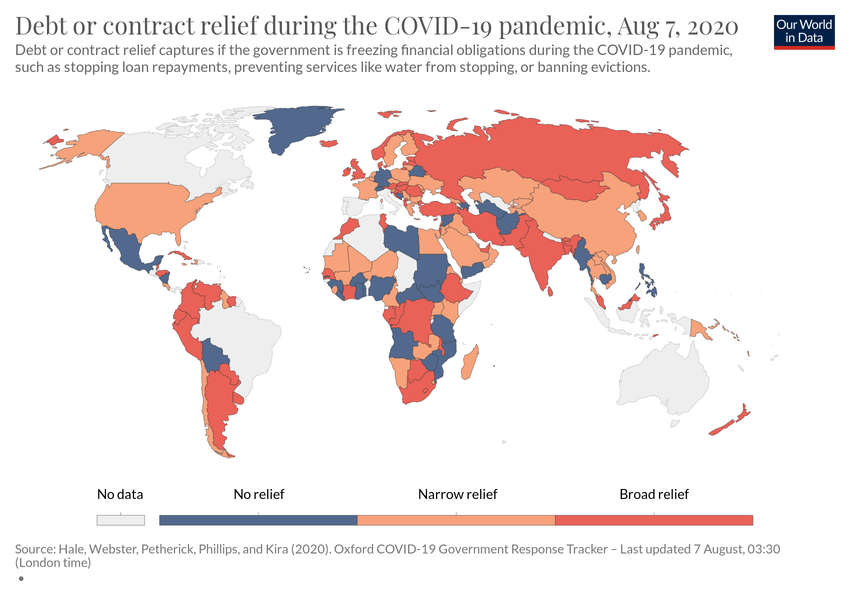 Debt or contract relief during the COVID-19 pandemic, Aug 7, 2020
Our World
in Data
Debt or contract relief captures if the government is freezing financial obligations during the COVID-19 pandemic,
such as stopping loan repayments, preventing services like water from stopping, or banning evictions.
No data
No relief
Narrow relief
Broad relief
Source: Hale, Webster, Petherick, Phillips, and Kira (2020). Oxford COVID-19 Government Response Tracker – Last updated 7 August, 03:30
(London time)